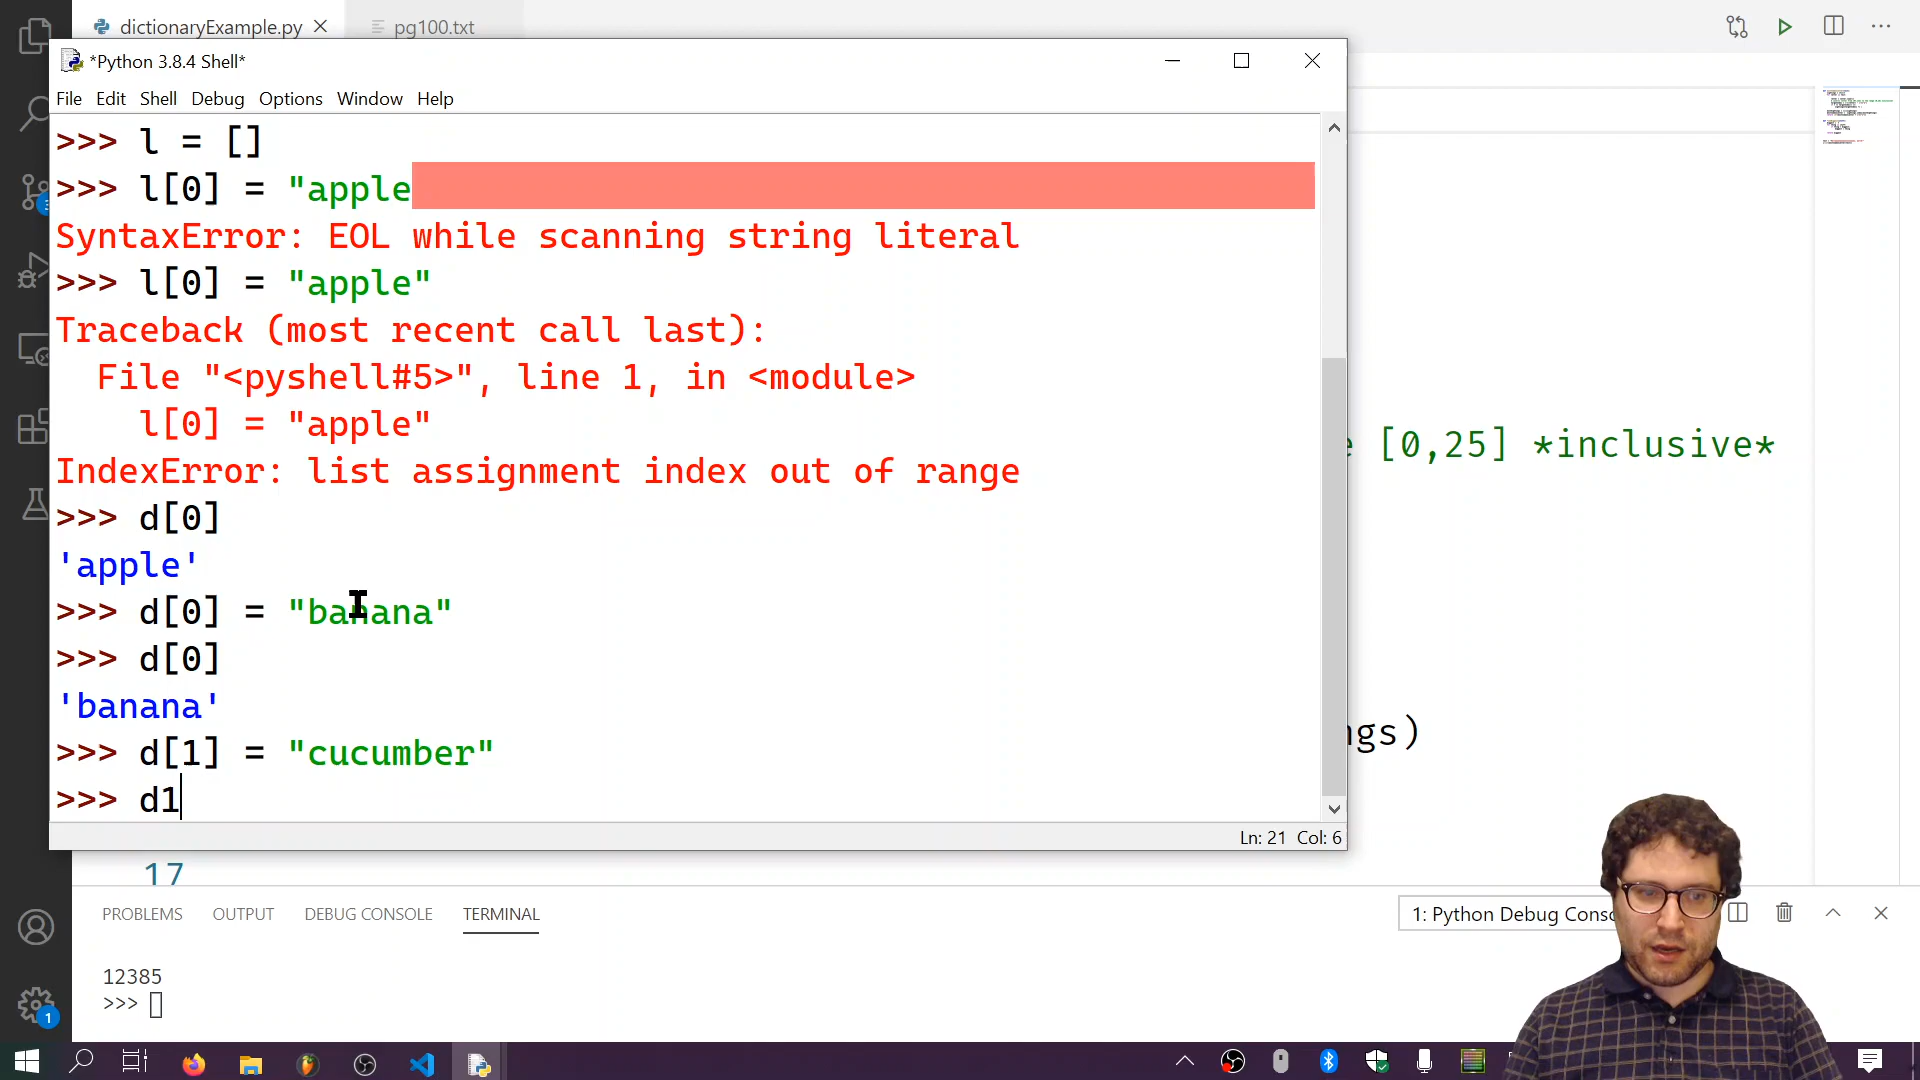 dictionaryExample.py
pg100.txt
*Python 3.8.4 Shell*
File Edit Shell Debug Options Window Help
>>> l = []
>>> l[0] = "apple
SyntaxError: EOL while scanning string literal
>>> l[0] = "apple"
Traceback (most recent call last):
  File "<pyshell#5>", line 1, in <module>
    l[0] = "apple"
IndexError: list assignment index out of range
[0,25] *inclusive*
>>> d[0]
'apple'
>>> d[0] = "banana"
>>> d[0]
'banana'
ngs)
>>> d[1] = "cucumber"
>>> d1
Ln: 21 Col: 6
17
PROBLEMS OUTPUT DEBUG CONSOLE TERMINAL
1: Python Debug Conso
12385
>>>
1